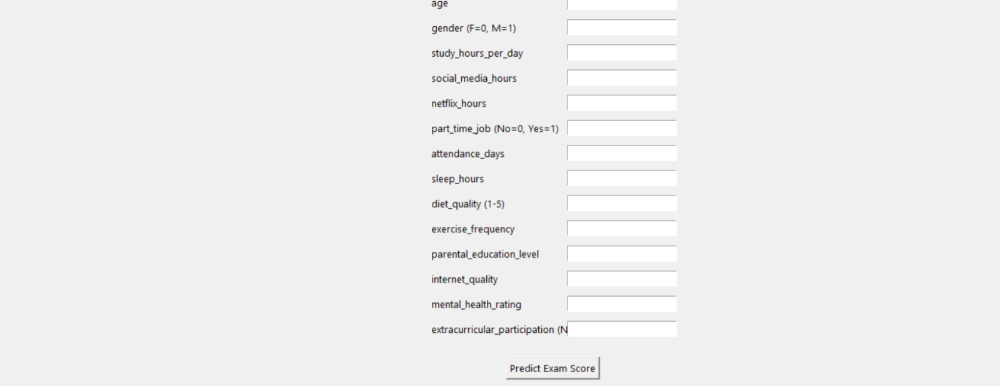 age
gender (F=0, M=1)
study_hours_per_day
social_media_hours
netflix_hours
part_time_job (No=0, Yes=1)
attendance_days
sleep_hours
diet_quality (1-5)
exercise_frequency
parental_education_level
internet_quality
mental_health_rating
extracurricular_participation (N
Predict Exam Score